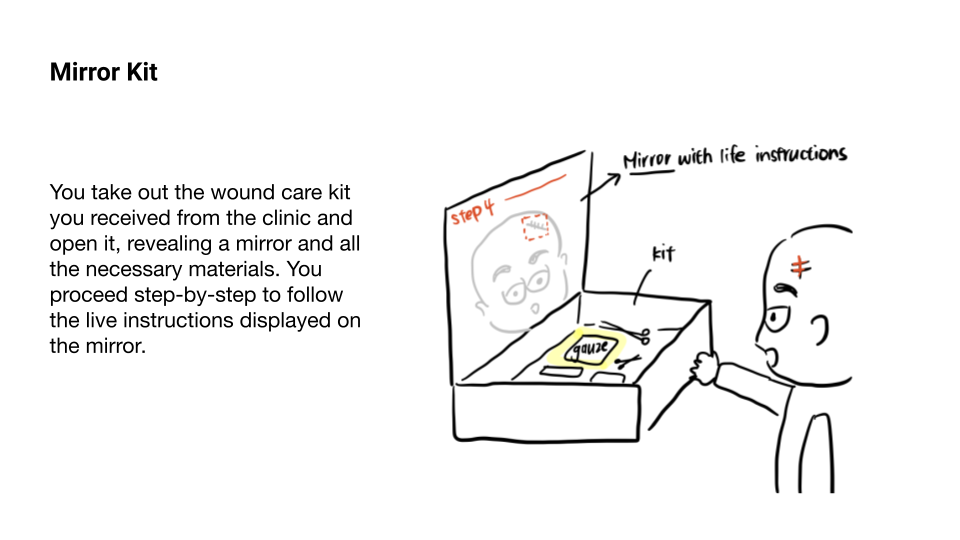 Mirror Kit
You take out the wound care kit
you received from the clinic and
open it, revealing a mirror and all
the necessary materials. You
proceed step-by-step to follow
the live instructions displayed on
the mirror.
Mirror with life instructions
step 4
kit
gauze